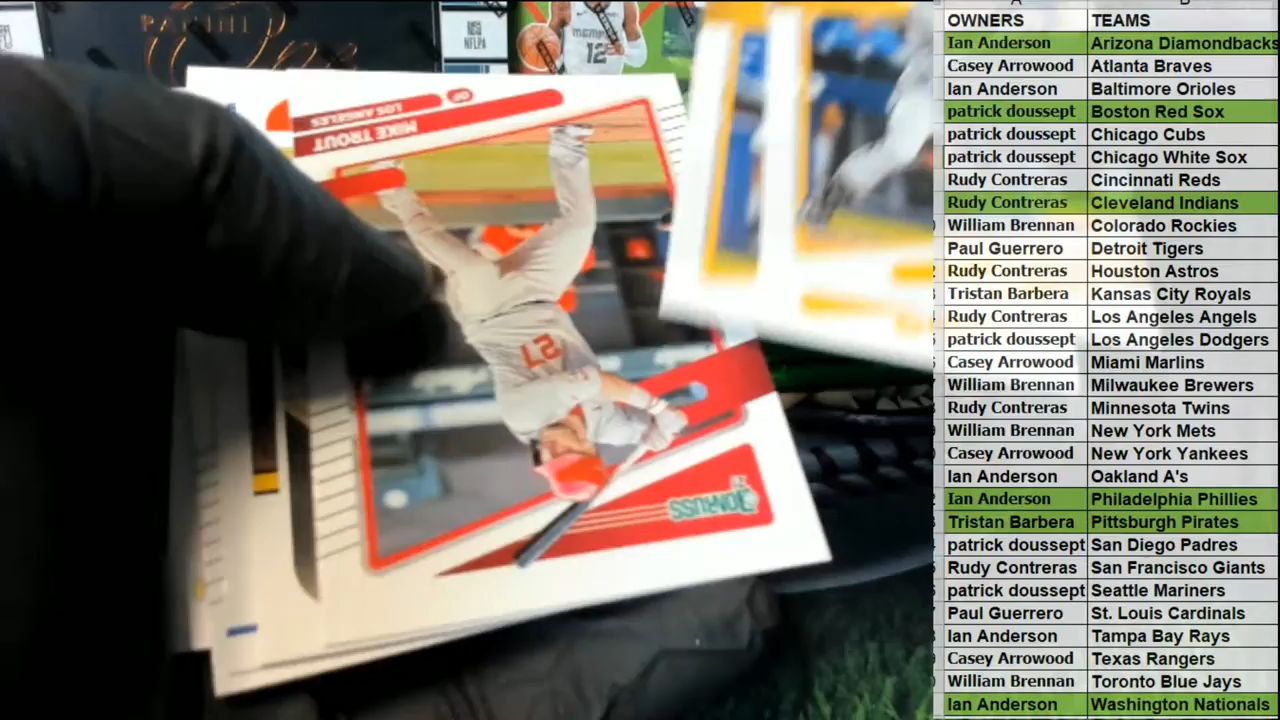 PANINI
One
NFLPA
MEMPHIS
12
LOS ANGELES
OF
MIKE TROUT
27
DONRUSS
21
A
OWNERS TEAMS
Ian Anderson Arizona Diamondbacks
Casey Arrowood Atlanta Braves
Ian Anderson Baltimore Orioles
patrick doussept Boston Red Sox
patrick doussept Chicago Cubs
patrick doussept Chicago White Sox
Rudy Contreras Cincinnati Reds
Rudy Contreras Cleveland Indians
William Brennan Colorado Rockies
Paul Guerrero Detroit Tigers
Rudy Contreras Houston Astros
Tristan Barbera Kansas City Royals
Rudy Contreras Los Angeles Angels
patrick doussept Los Angeles Dodgers
Casey Arrowood Miami Marlins
William Brennan Milwaukee Brewers
Rudy Contreras Minnesota Twins
William Brennan New York Mets
Casey Arrowood New York Yankees
Ian Anderson Oakland A's
Ian Anderson Philadelphia Phillies
Tristan Barbera Pittsburgh Pirates
patrick doussept San Diego Padres
Rudy Contreras San Francisco Giants
patrick doussept Seattle Mariners
Paul Guerrero St. Louis Cardinals
Ian Anderson Tampa Bay Rays
Casey Arrowood Texas Rangers
William Brennan Toronto Blue Jays
Ian Anderson Washington Nationals